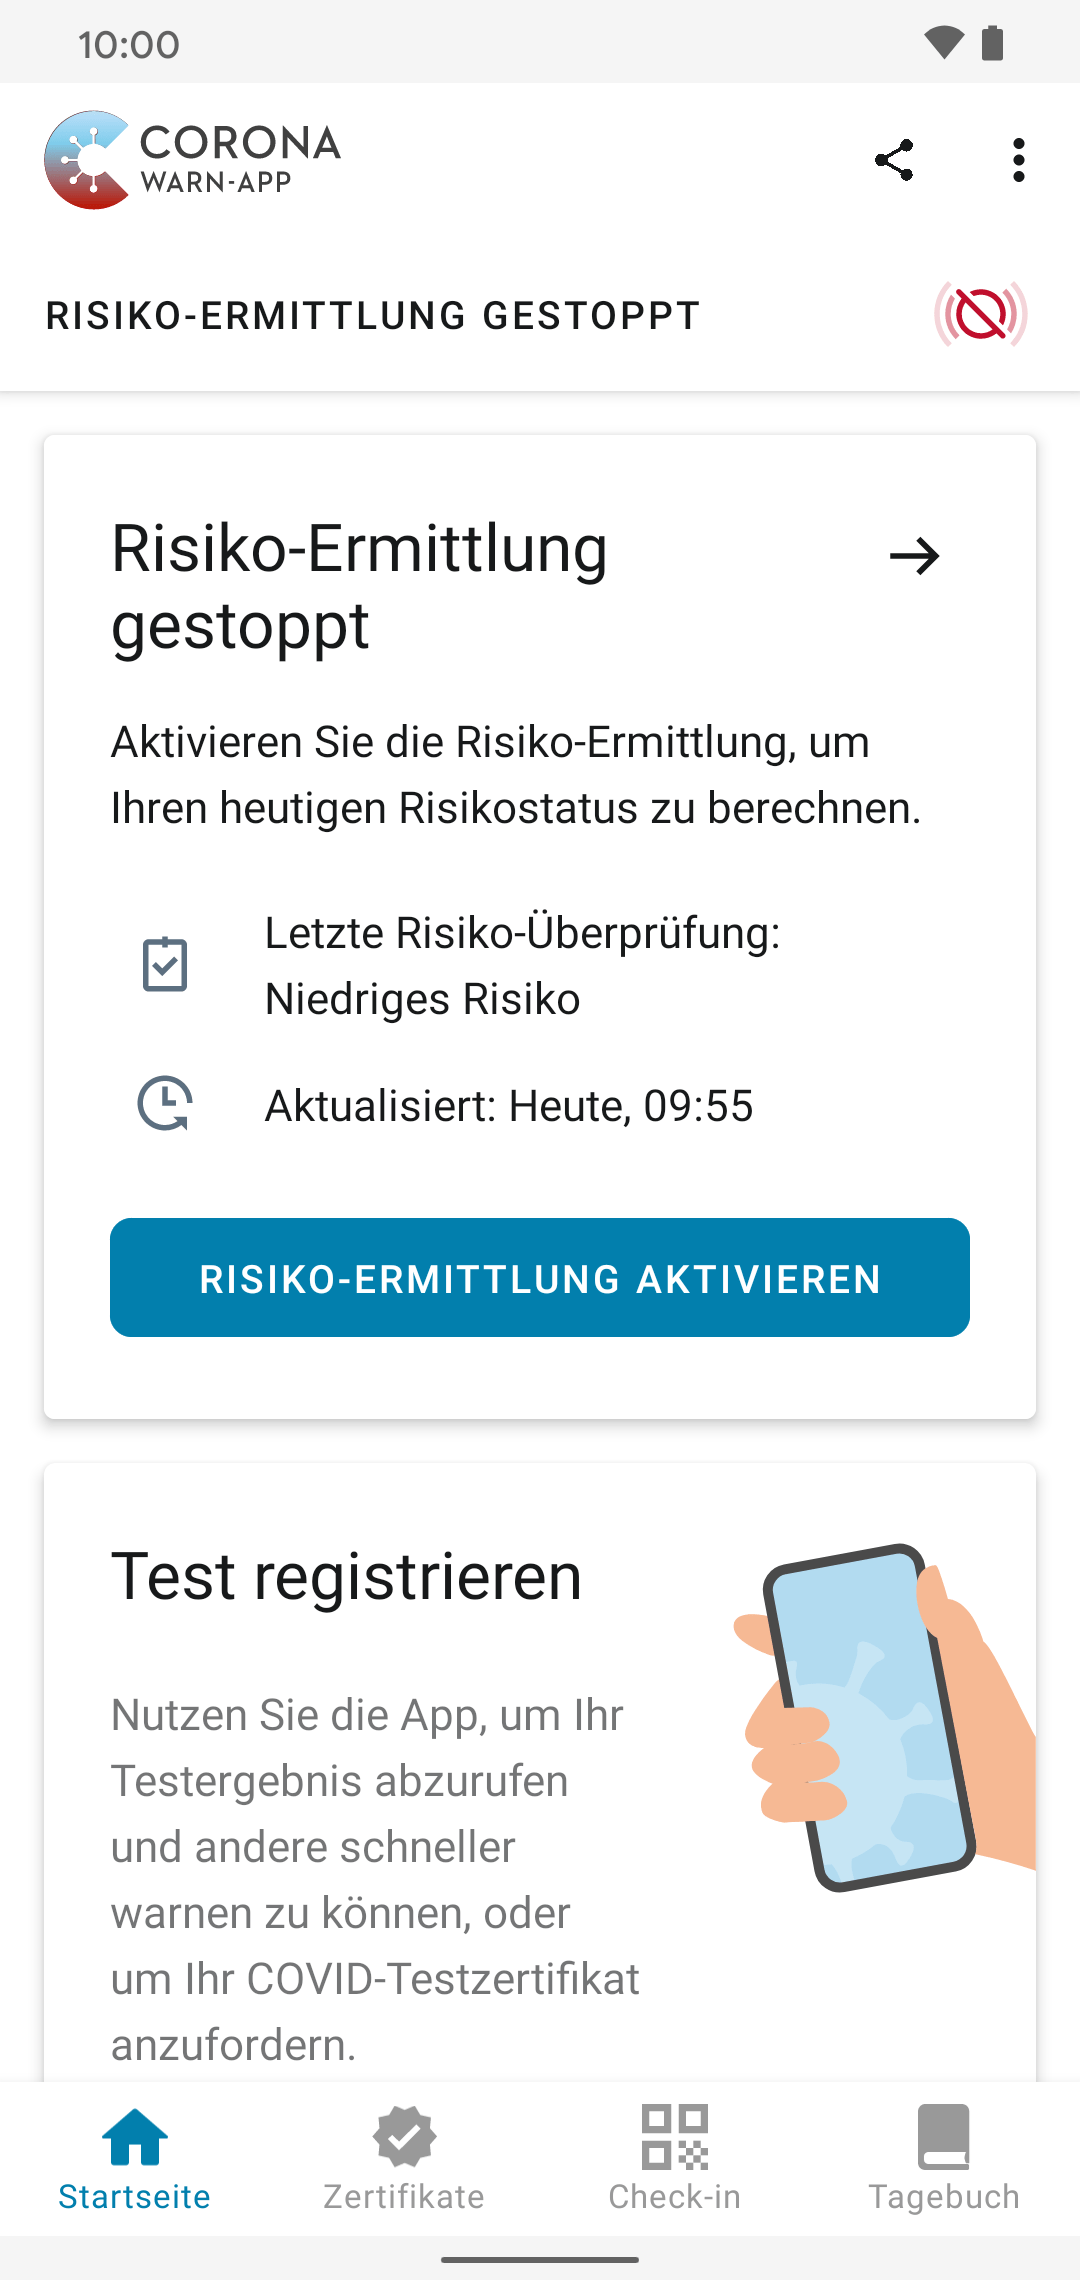 10:00
CORONA
WARN-APP
RISIKO-ERMITTLUNG GESTOPPT
Risiko-Ermittlung
gestoppt
Aktivieren Sie die Risiko-Ermittlung, um
Ihren heutigen Risikostatus zu berechnen.
Letzte Risiko-Überprüfung:
Niedriges Risiko
Aktualisiert: Heute, 09:55
RISIKO-ERMITTLUNG AKTIVIEREN
Test registrieren
Nutzen Sie die App, um Ihr
Testergebnis abzurufen
und andere schneller
warnen zu können, oder
um Ihr COVID-Testzertifikat
anzufordern.
Startseite
Zertifikate
Check-in
Tagebuch